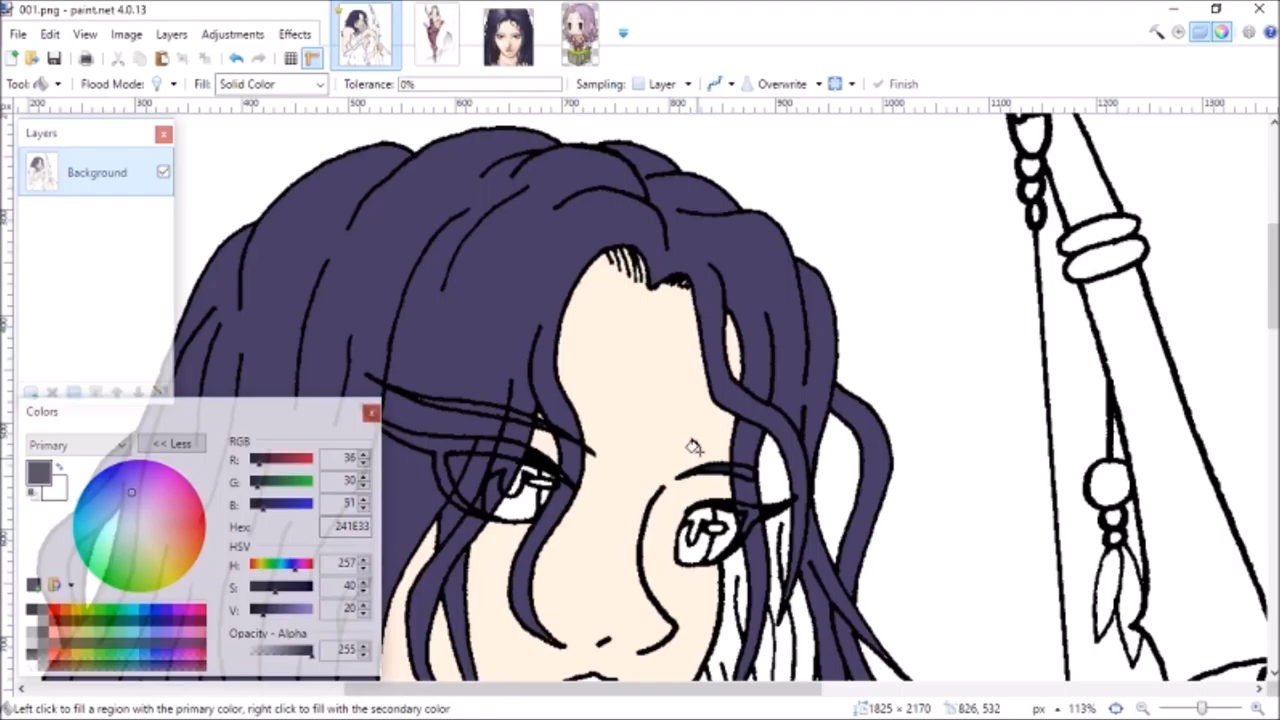 001.png - paint.net 4.0.13
File Edit View Image Layers Adjustments Effects
Tool: Flood Mode: Fill: Solid Color Tolerance: 0% Sampling: Layer Overwrite Finish
px 200 300 400 500 600 700 800 900 1000 1100 1200 1300
Layers
Background
Colors
Primary << Less
RGB
R: 36
G: 30
B: 51
Hex: 241E33
HSV
H: 257
S: 40
V: 20
Opacity - Alpha
255
Left click to fill a region with the primary color, right click to fill with the secondary color 1825 × 2170 826, 532 px 113%